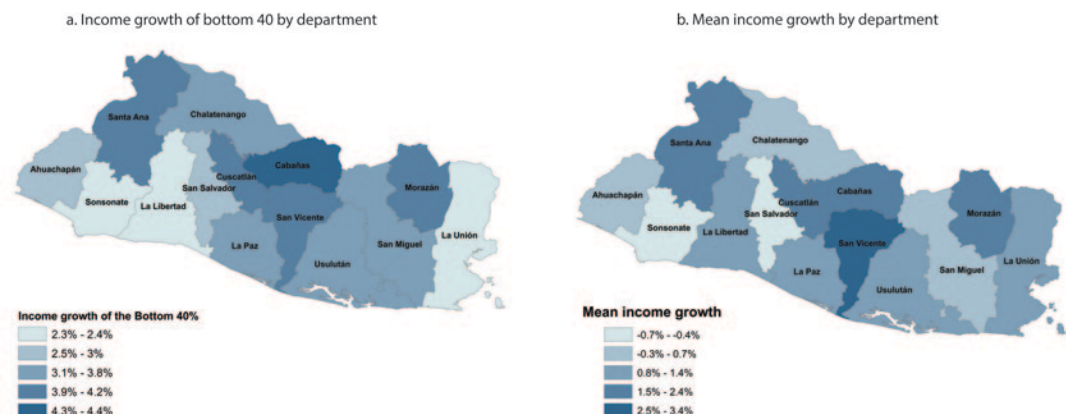 a. Income growth of bottom 40 by department
Santa Ana
Chalatenango
Ahuachapán
Cabañas
Cuscatlán
San Salvador
Morazán
Sonsonate
La Libertad
San Vicente
La Unión
La Paz
San Miguel
Usulután
Income growth of the Bottom 40%
2.3% - 2.4%
2.5% - 3%
3.1% - 3.8%
3.9% - 4.2%
4.3% - 4.4%
b. Mean income growth by department
Santa Ana
Chalatenango
Ahuachapán
Cabañas
Cuscatlán
San Salvador
Morazán
Sonsonate
La Libertad
San Vicente
La Unión
La Paz
San Miguel
Usulután
Mean income growth
-0.7% - -0.4%
-0.3% - 0.7%
0.8% - 1.4%
1.5% - 2.4%
2.5% - 3.4%